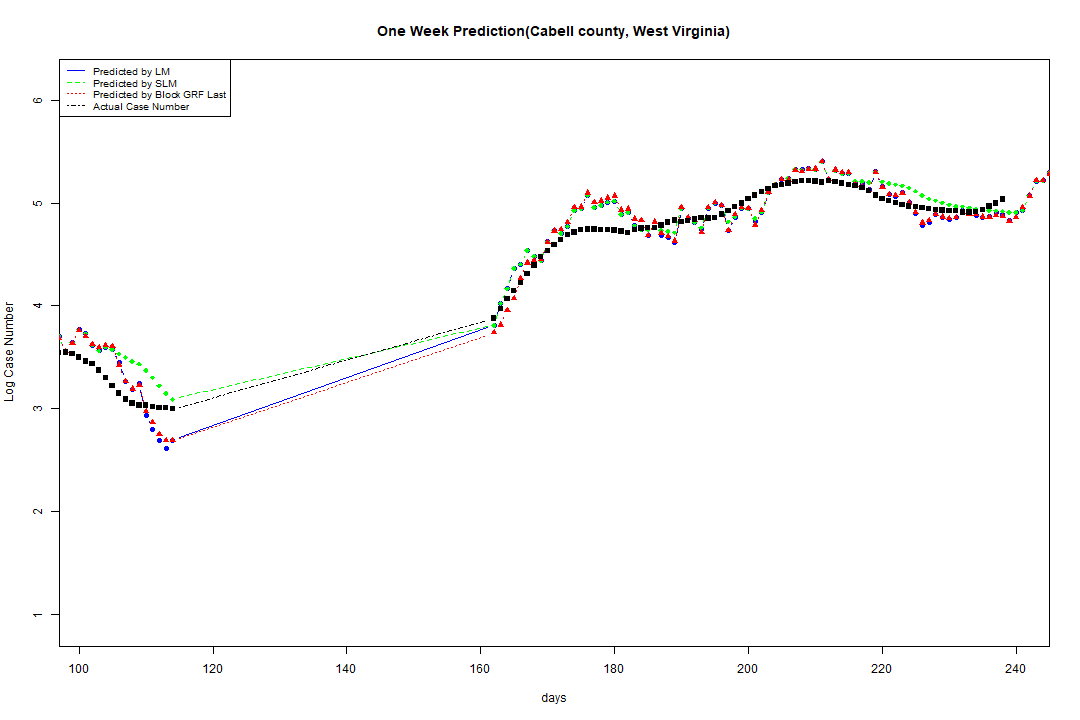 One Week Prediction(Cabell county, West Virginia)
Predicted by LM
Predicted by SLM
Predicted by Block GRF Last
Actual Case Number
6
5
4
3
2
1
Log Case Number
100 120 140 160 180 200 220 240
days